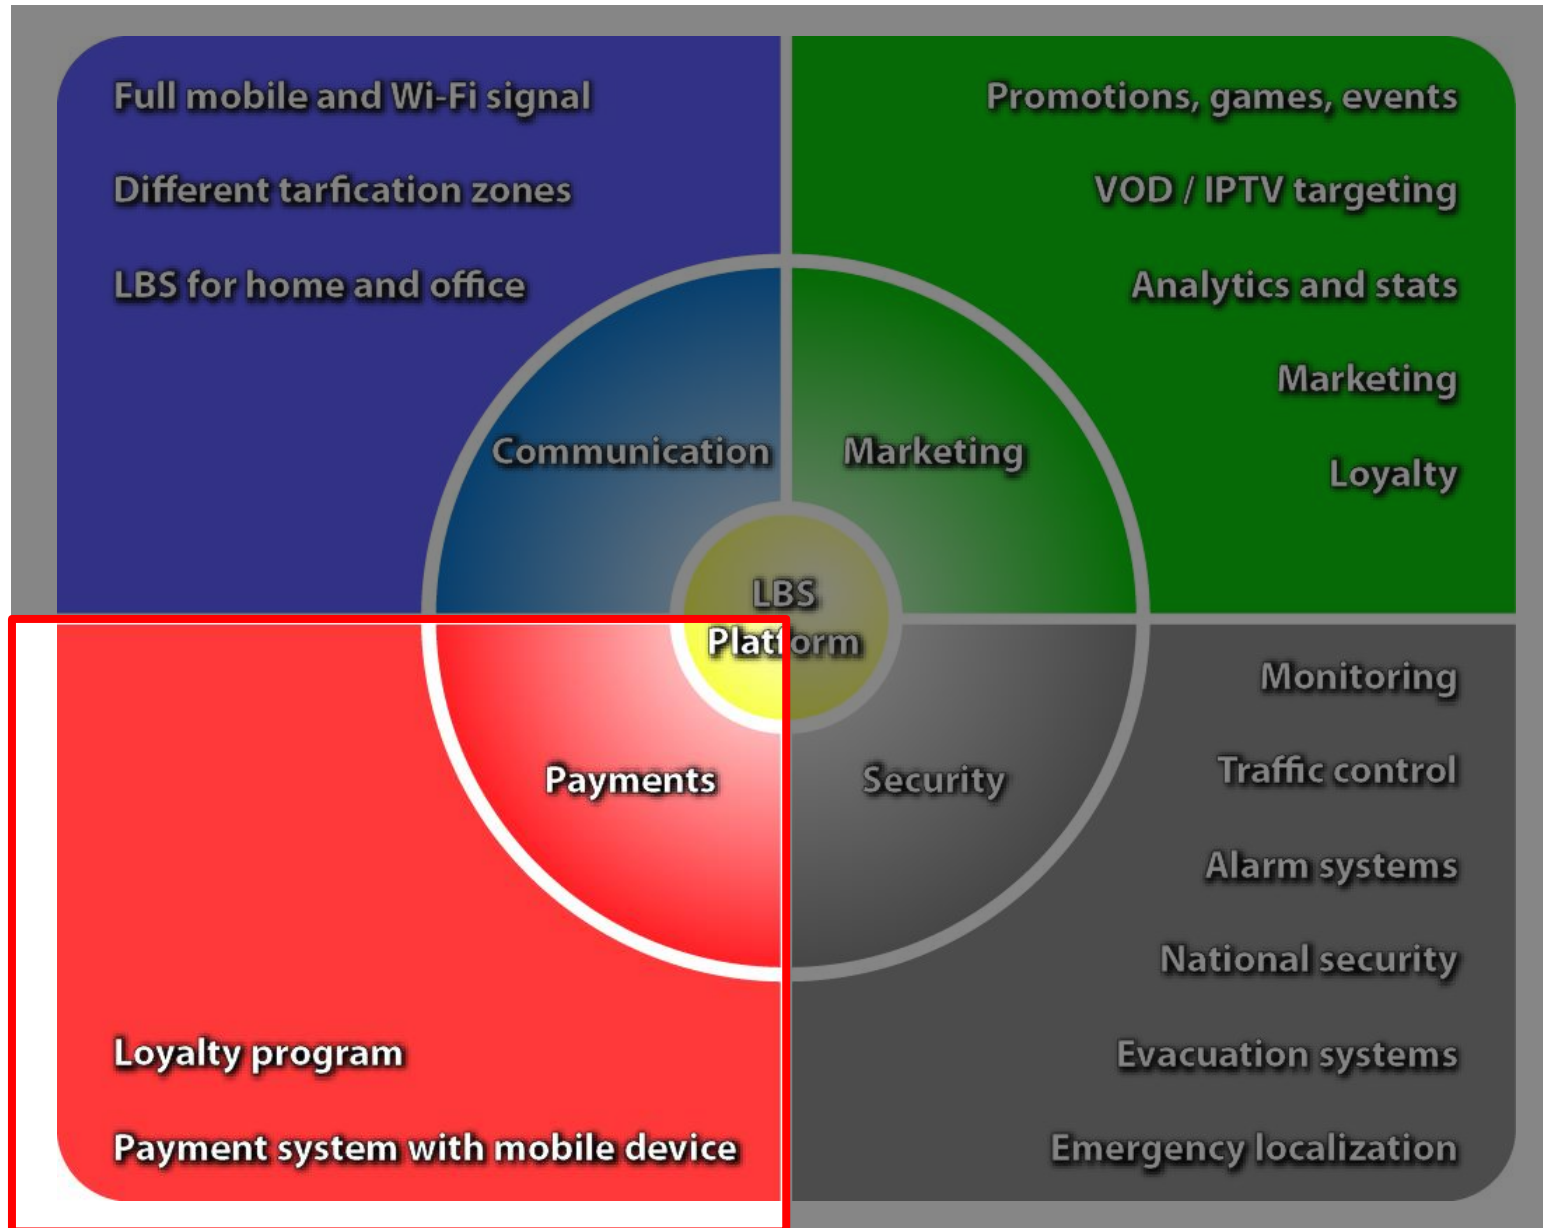 Full mobile and Wi-Fi signal
Different tarfication zones
LBS for home and office
Promotions, games, events
VOD / IPTV targeting
Analytics and stats
Marketing
Loyalty
Communication
Marketing
LBS
Platform
Payments
Security
Loyalty program
Payment system with mobile device
Monitoring
Traffic control
Alarm systems
National security
Evacuation systems
Emergency localization